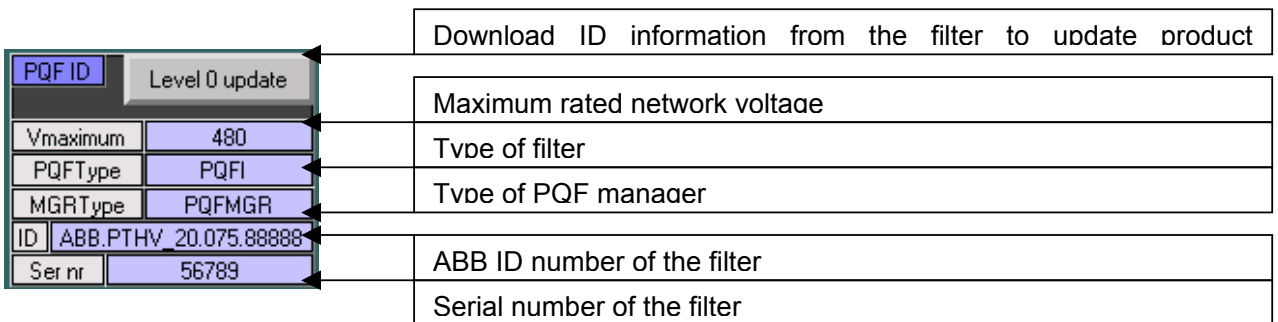 Download ID information from the filter to update product
PQF ID
Level 0 update
Maximum rated network voltage
Vmaximum 480
Type of filter
PQFType PQFI
Type of PQF manager
MGRType PQFMGR
ID ABB.PTHV_20.075.88888
ABB ID number of the filter
Ser nr 56789
Serial number of the filter